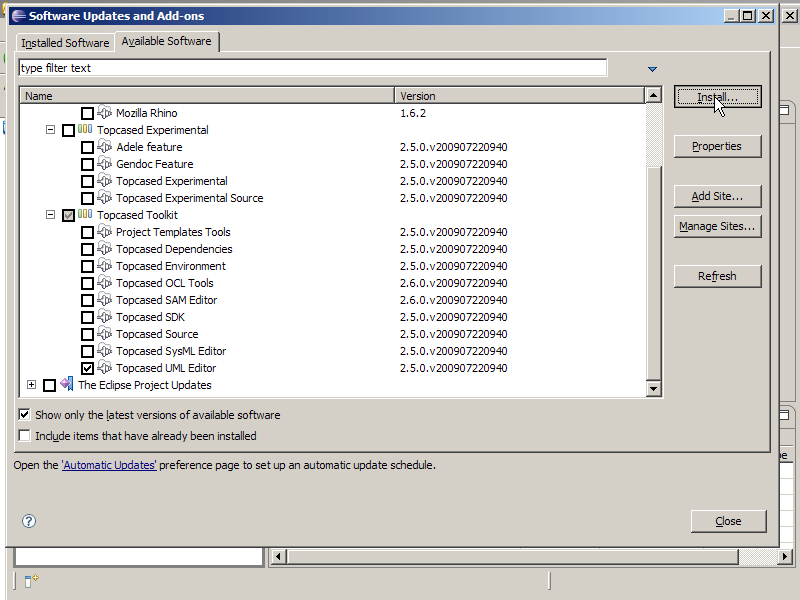 Software Updates and Add-ons
Installed Software Available Software
type filter text
Name Version
Install...
Mozilla Rhino 1.6.2
Topcased Experimental
Adele feature 2.5.0.v200907220940
Properties
Gendoc Feature 2.5.0.v200907220940
Topcased Experimental 2.5.0.v200907220940
Topcased Experimental Source 2.5.0.v200907220940
Add Site...
Topcased Toolkit
Manage Sites...
Project Templates Tools 2.5.0.v200907220940
Topcased Dependencies 2.5.0.v200907220940
Topcased Environment 2.5.0.v200907220940
Refresh
Topcased OCL Tools 2.6.0.v200907220940
Topcased SAM Editor 2.6.0.v200907220940
Topcased SDK 2.5.0.v200907220940
Topcased Source 2.5.0.v200907220940
Topcased SysML Editor 2.5.0.v200907220940
Topcased UML Editor 2.5.0.v200907220940
The Eclipse Project Updates
Show only the latest versions of available software
Include items that have already been installed
Open the 'Automatic Updates' preference page to set up an automatic update schedule.
Close